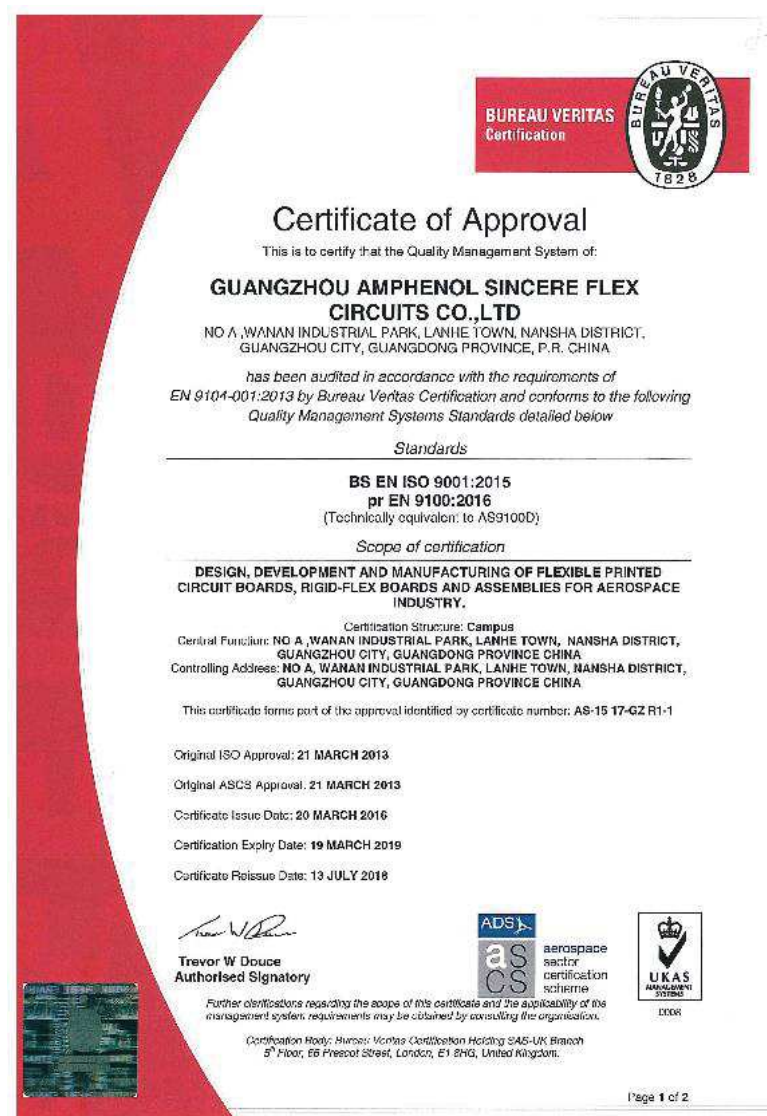 BUREAU VERITAS
Certification
BUREAU VERITAS
1828
Certificate of Approval
This is to certify that the Quality Management System of:
GUANGZHOU AMPHENOL SINCERE FLEX
CIRCUITS CO.,LTD
NO A ,WANAN INDUSTRIAL PARK, LANHE TOWN, NANSHA DISTRICT,
GUANGZHOU CITY, GUANGDONG PROVINCE, P.R. CHINA
has been audited in accordance with the requirements of
EN 9104-001:2013 by Bureau Veritas Certification and conforms to the following
Quality Management Systems Standards detailed below
Standards
BS EN ISO 9001:2015
pr EN 9100:2016
(Technically equivalent to AS9100D)
Scope of certification
DESIGN, DEVELOPMENT AND MANUFACTURING OF FLEXIBLE PRINTED
CIRCUIT BOARDS, RIGID-FLEX BOARDS AND ASSEMBLIES FOR AEROSPACE
INDUSTRY.
Certification Structure: Campus
Central Function: NO A ,WANAN INDUSTRIAL PARK, LANHE TOWN, NANSHA DISTRICT,
GUANGZHOU CITY, GUANGDONG PROVINCE CHINA
Controlling Address: NO A, WANAN INDUSTRIAL PARK, LANHE TOWN, NANSHA DISTRICT,
GUANGZHOU CITY, GUANGDONG PROVINCE CHINA
This certificate forms part of the approval identified by certificate number: AS-15 17-GZ R1-1
Original ISO Approval: 21 MARCH 2013
Original ASCS Approval: 21 MARCH 2013
Certificate Issue Date: 20 MARCH 2016
Certification Expiry Date: 19 MARCH 2019
Certificate Reissue Date: 13 JULY 2018
Trevor W Douce
Authorised Signatory
ADS
as
CS
aerospace
sector
certification
scheme
UKAS
MANAGEMENT
SYSTEMS
0008
Further clarifications regarding the scope of this certificate and the applicability of the
management system requirements may be obtained by consulting the organisation.
Certification Body: Bureau Veritas Certification Holding SAS-UK Branch
5th Floor, 66 Prescot Street, London, E1 8HG, United Kingdom.
Page 1 of 2